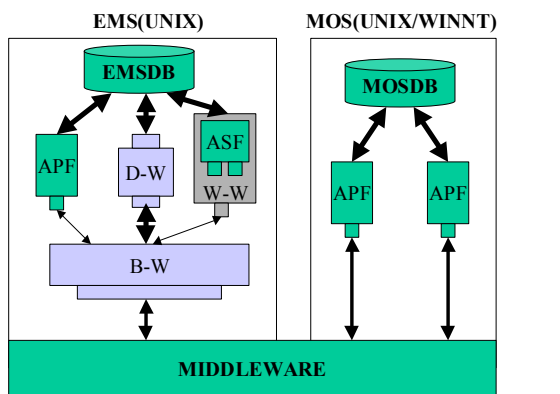 EMS(UNIX)
MOS(UNIX/WINNT)
EMSDB
MOSDB
APF
D-W
ASF
W-W
APF
APF
B-W
MIDDLEWARE